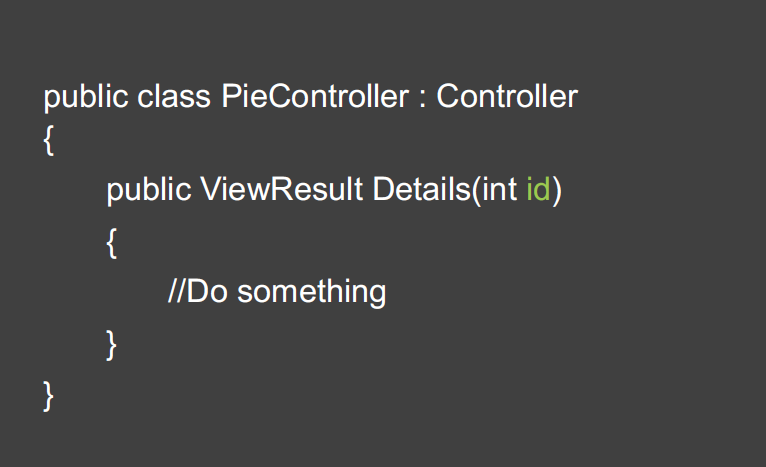 public class PieController : Controller
{
public ViewResult Details(int id)
{
//Do something
}
}